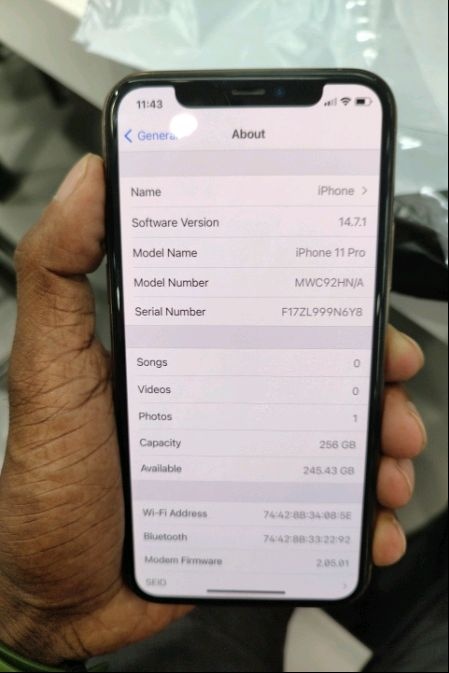 11:43
General
About
Name iPhone
Software Version 14.7.1
Model Name iPhone 11 Pro
Model Number MWC92HN/A
Serial Number F17ZL999N6Y8
Songs 0
Videos 0
Photos 1
Capacity 256 GB
Available 245.43 GB
Wi-Fi Address 74:42:8B:34:08:5E
Bluetooth 74:42:8B:33:22:92
Modem Firmware 2.05.01
SEID